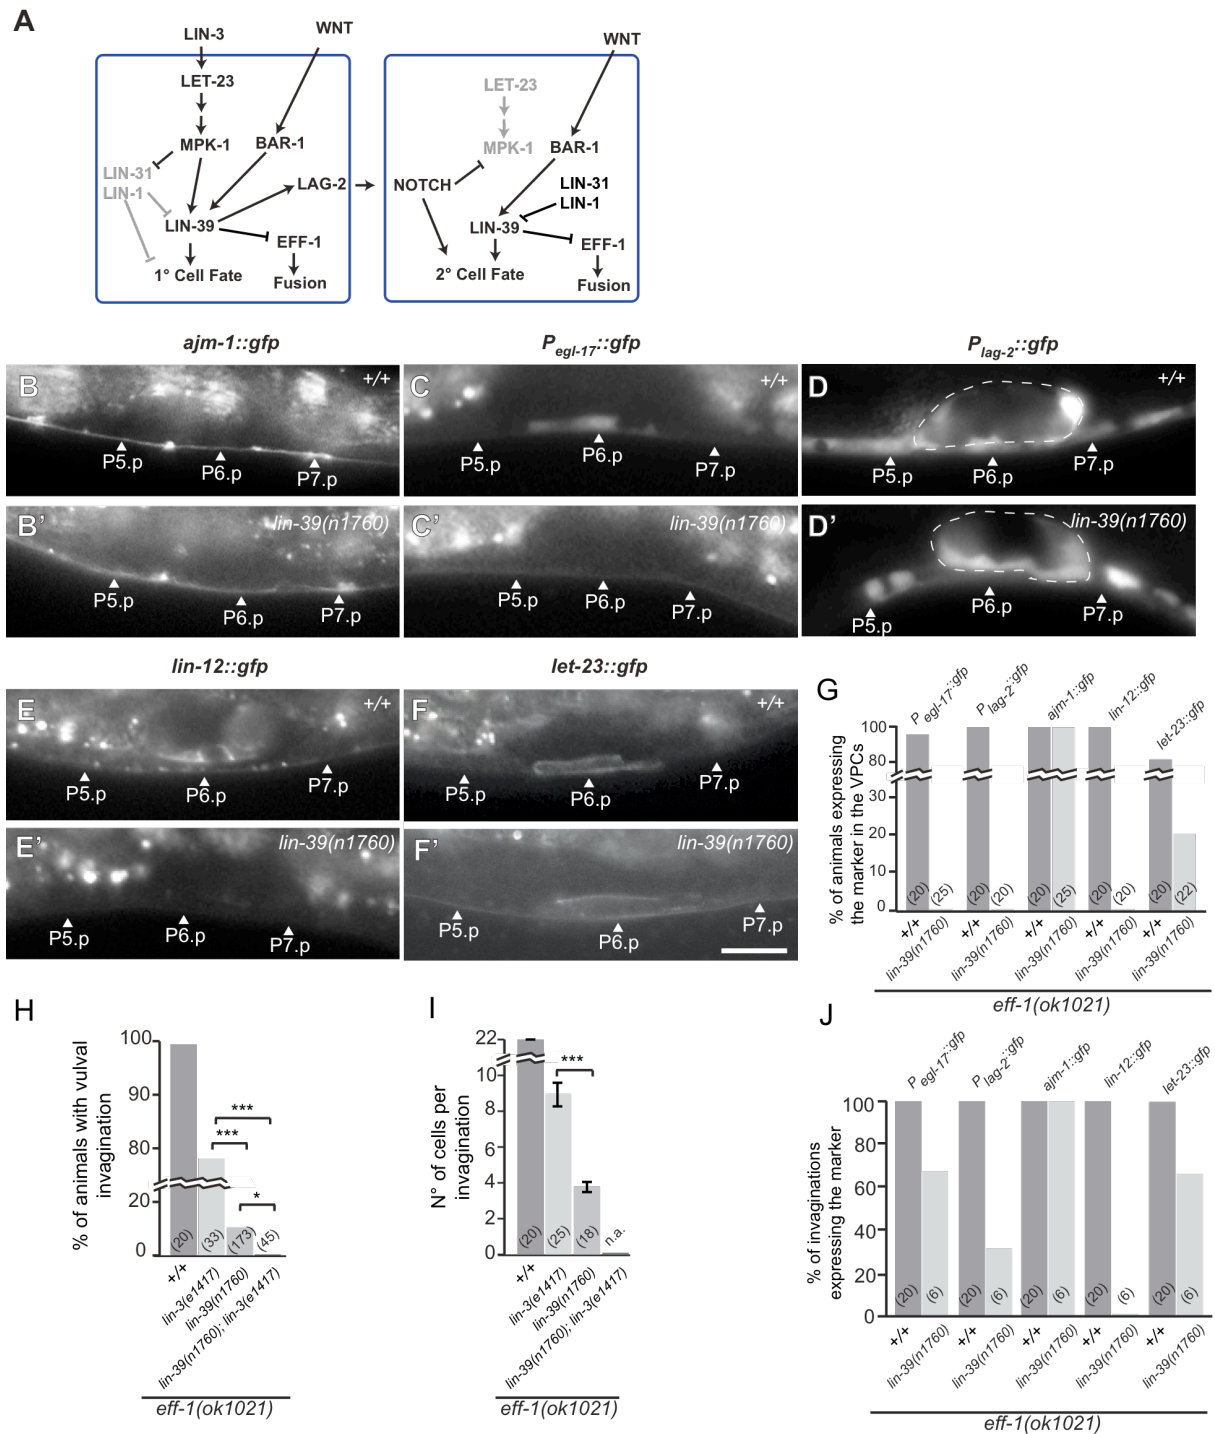 A
LIN-3
WNT
LET-23
MPK-1
BAR-1
LIN-31
LIN-1
LAG-2
LIN-39
EFF-1
1° Cell Fate
Fusion
WNT
LET-23
MPK-1
BAR-1
NOTCH
LIN-31
LIN-1
LIN-39
EFF-1
2° Cell Fate
Fusion
ajm-1::gfp
P egl-17::gfp
P lag-2::gfp
B
+/+
P5.p
P6.p
P7.p
C
+/+
P5.p
P6.p
P7.p
D
+/+
P5.p
P6.p
P7.p
B'
lin-39(n1760)
P5.p
P6.p
P7.p
C'
lin-39(n1760)
P5.p
P6.p
P7.p
D'
lin-39(n1760)
P5.p
P6.p
P7.p
lin-12::gfp
let-23::gfp
E
+/+
P5.p
P6.p
P7.p
F
+/+
P5.p
P6.p
P7.p
E'
lin-39(n1760)
P5.p
P6.p
P7.p
F'
lin-39(n1760)
P5.p
P6.p
P7.p
G
P egl-17::gfp
P lag-2::gfp
ajm-1::gfp
lin-12::gfp
let-23::gfp
% of animals expressing
the marker in the VPCs
100
80
30
20
10
0
(20)
(25)
(20)
(20)
(20)
(25)
(20)
(20)
(20)
(22)
+/+
lin-39(n1760)
+/+
lin-39(n1760)
+/+
lin-39(n1760)
+/+
lin-39(n1760)
+/+
lin-39(n1760)
eff-1(ok1021)
H
% of animals with vulval
invagination
100
90
80
20
0
***
***
*
(20)
(33)
(173)
(45)
+/+
lin-3(e1417)
lin-39(n1760)
lin-39(n1760); lin-3(e1417)
eff-1(ok1021)
I
N° of cells per
invagination
22
10
8
6
4
2
0
***
(20)
(25)
(18)
n.a.
+/+
lin-3(e1417)
lin-39(n1760)
lin-39(n1760); lin-3(e1417)
eff-1(ok1021)
J
P egl-17::gfp
P lag-2::gfp
ajm-1::gfp
lin-12::gfp
let-23::gfp
% of invaginations
expressing the marker
100
80
60
40
20
0
(20)
(6)
(20)
(6)
(20)
(6)
(20)
(6)
(20)
(6)
+/+
lin-39(n1760)
+/+
lin-39(n1760)
+/+
lin-39(n1760)
+/+
lin-39(n1760)
+/+
lin-39(n1760)
eff-1(ok1021)